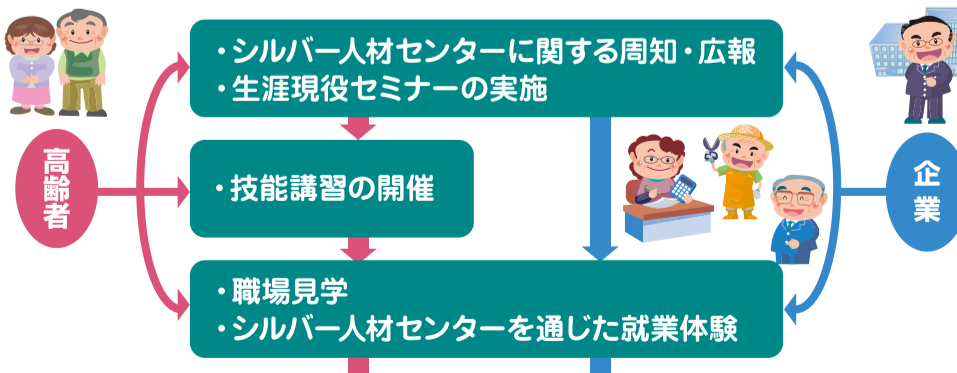 ・シルバー人材センターに関する周知・広報
・生涯現役セミナーの実施
高齢者
・技能講習の開催
企業
・職場見学
・シルバー人材センターを通じた就業体験